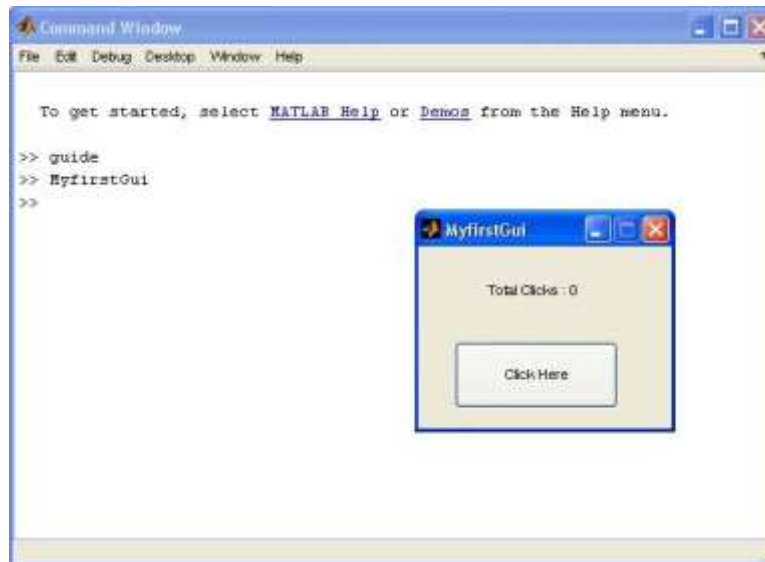 Command Window
File Edit Debug Desktop Window Help
To get started, select MATLAB Help or Demos from the Help menu.
>> guide
>> MyfirstGui
>>
MyfirstGui
Total Clicks : 0
Click Here